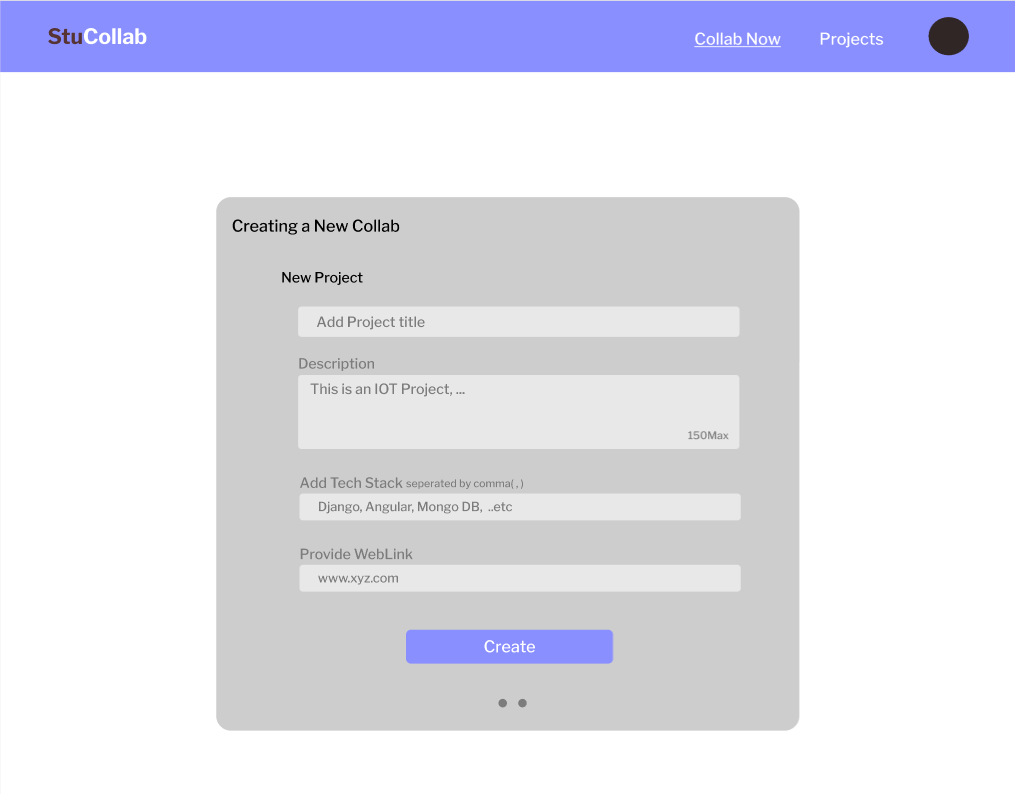 StuCollab
Collab Now
Projects
Creating a New Collab
New Project
Add Project title
Description
This is an IOT Project, ...
150Max
Add Tech Stack seperated by comma( , )
Django, Angular, Mongo DB,  ..etc
Provide WebLink
www.xyz.com
Create